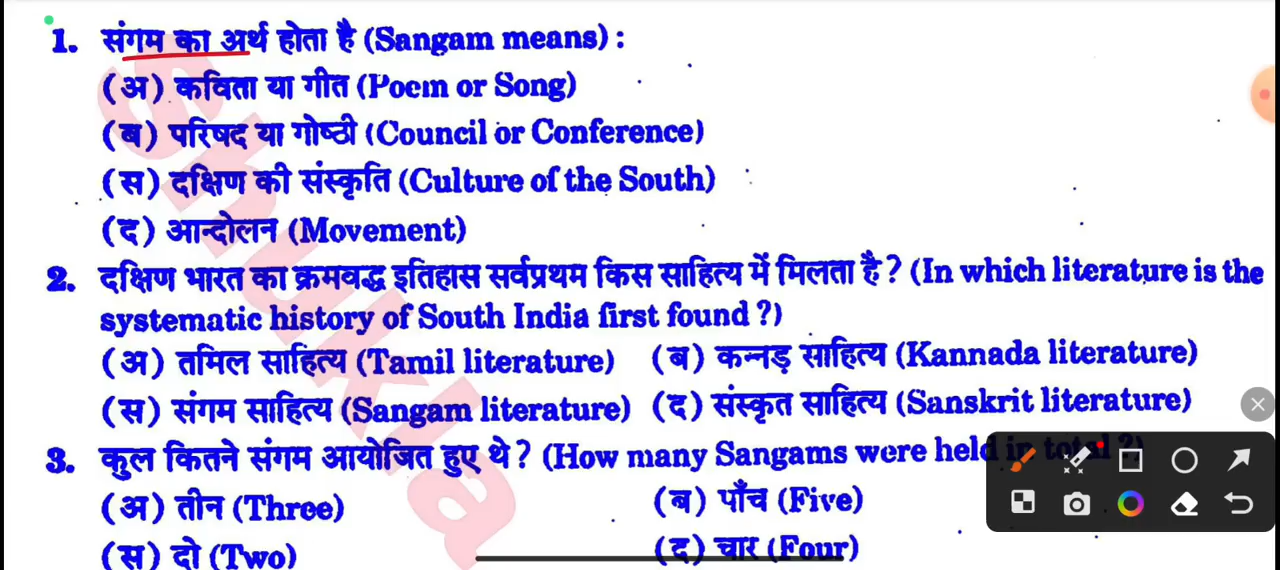 1. संगम का अर्थ होता है (Sangam means) :
(अ) कविता या गीत (Poem or Song)
(ब) परिषद या गोष्ठी (Council or Conference)
(स) दक्षिण की संस्कृति (Culture of the South)
(द) आन्दोलन (Movement)
2. दक्षिण भारत का क्रमवद्ध इतिहास सर्वप्रथम किस साहित्य में मिलता है? (In which literature is the
systematic history of South India first found ?)
(अ) तमिल साहित्य (Tamil literature) (ब) कन्नड़ साहित्य (Kannada literature)
(स) संगम साहित्य (Sangam literature) (द) संस्कृत साहित्य (Sanskrit literature)
3. कुल कितने संगम आयोजित हुए थे? (How many Sangams were held in total ?)
(अ) तीन (Three) (ब) पाँच (Five)
(स) दो (Two) (द) चार (Four)
Shukla